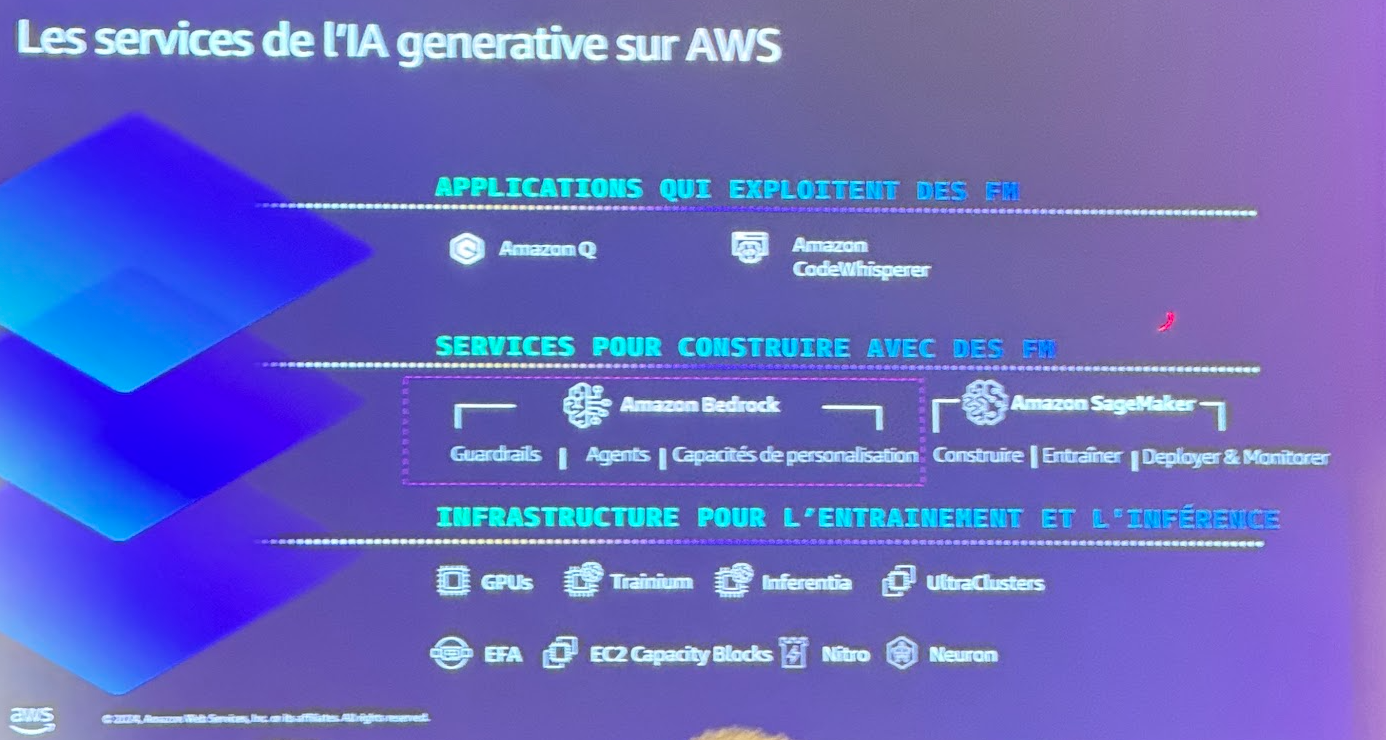 Les services de l'IA generative sur AWS
APPLICATIONS QUI EXPLOITENT DES FM
Amazon Q
Amazon
CodeWhisperer
SERVICES POUR CONSTRUIRE AVEC DES FM
Amazon Bedrock
Guardrails | Agents | Capacités de personalisation
Amazon SageMaker
Construire | Entraîner | Deployer & Monitorer
INFRASTRUCTURE POUR L'ENTRAINEMENT ET L'INFÉRENCE
GPUs Trainium Inferentia UltraClusters
EFA EC2 Capacity Blocks Nitro Neuron
aws
© 2024, Amazon Web Services, Inc. or its affiliates. All rights reserved.